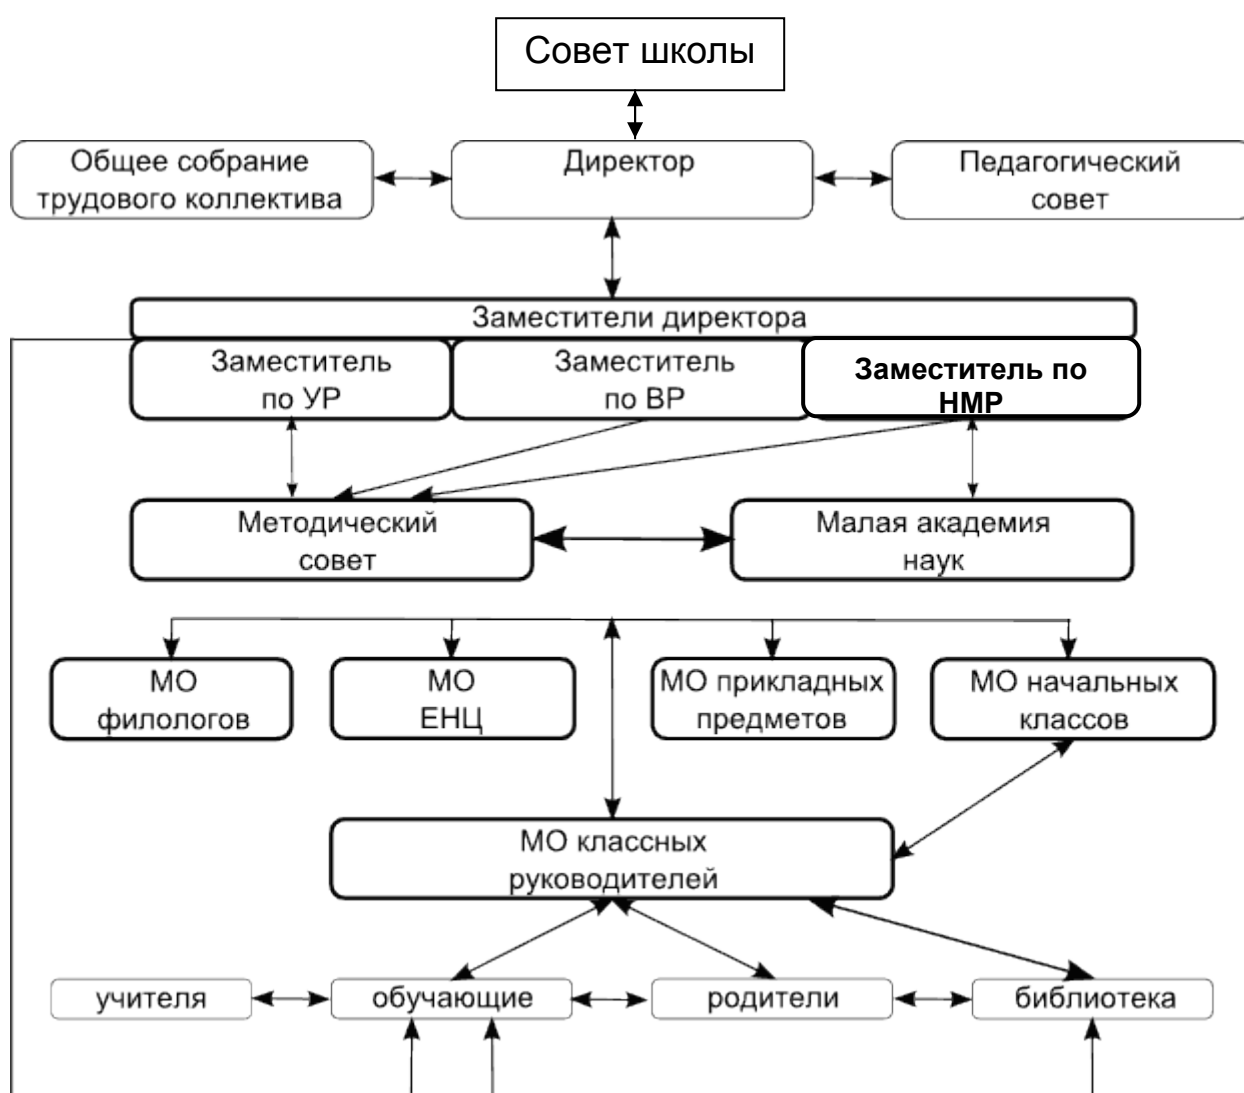 Совет школы
Общее собрание
трудового коллектива
Директор
Педагогический
совет
Заместители директора
Заместитель
по УР
Заместитель
по ВР
Заместитель по
НМР
Методический
совет
Малая академия
наук
МО
филологов
МО
ЕНЦ
МО прикладных
предметов
МО начальных
классов
МО классных
руководителей
учителя
обучающие
родители
библиотека